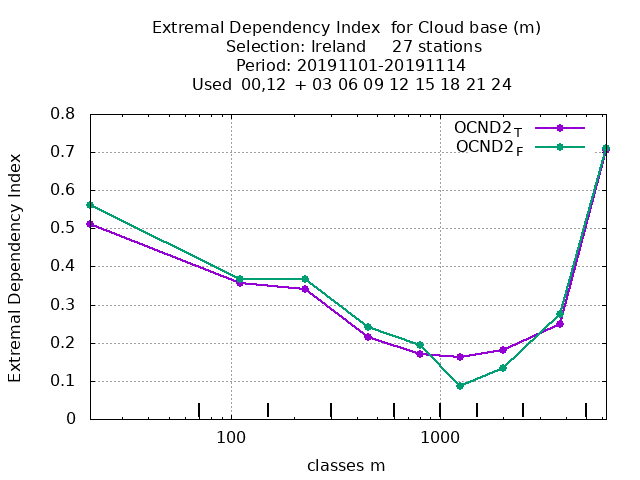 Extremal Dependency Index  for Cloud base (m)
Selection: Ireland     27 stations
Period: 20191101-20191114
Used  00,12  + 03 06 09 12 15 18 21 24
OCND2T
OCND2F
Extremal Dependency Index
0.8
0.7
0.6
0.5
0.4
0.3
0.2
0.1
0
100 1000
classes m